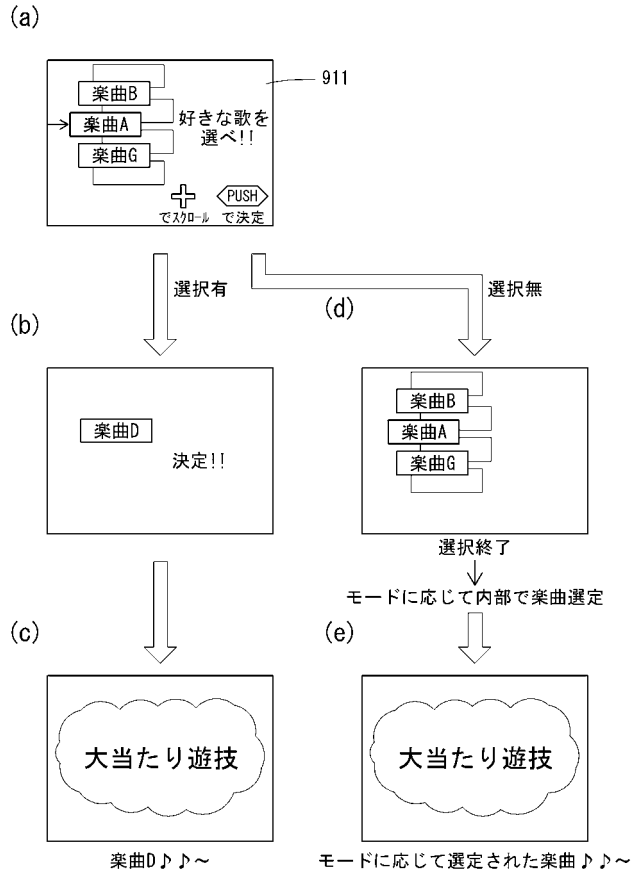 (a)
911
楽曲B
楽曲A
楽曲G
好きな歌を
選べ!!
PUSH
でスクロール で決定
選択有
選択無
(b)
楽曲D
決定!!
(d)
楽曲B
楽曲A
楽曲G
選択終了
モードに応じて内部で楽曲選定
(c)
大当たり遊技
楽曲D♪♪～
(e)
大当たり遊技
モードに応じて選定された楽曲♪♪～